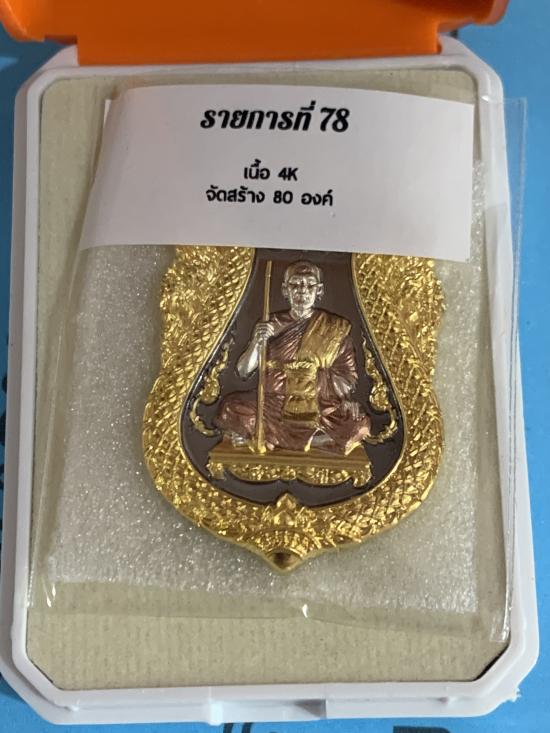 รายการที่ 78
เนื้อ 4K
จัดสร้าง 80 องค์